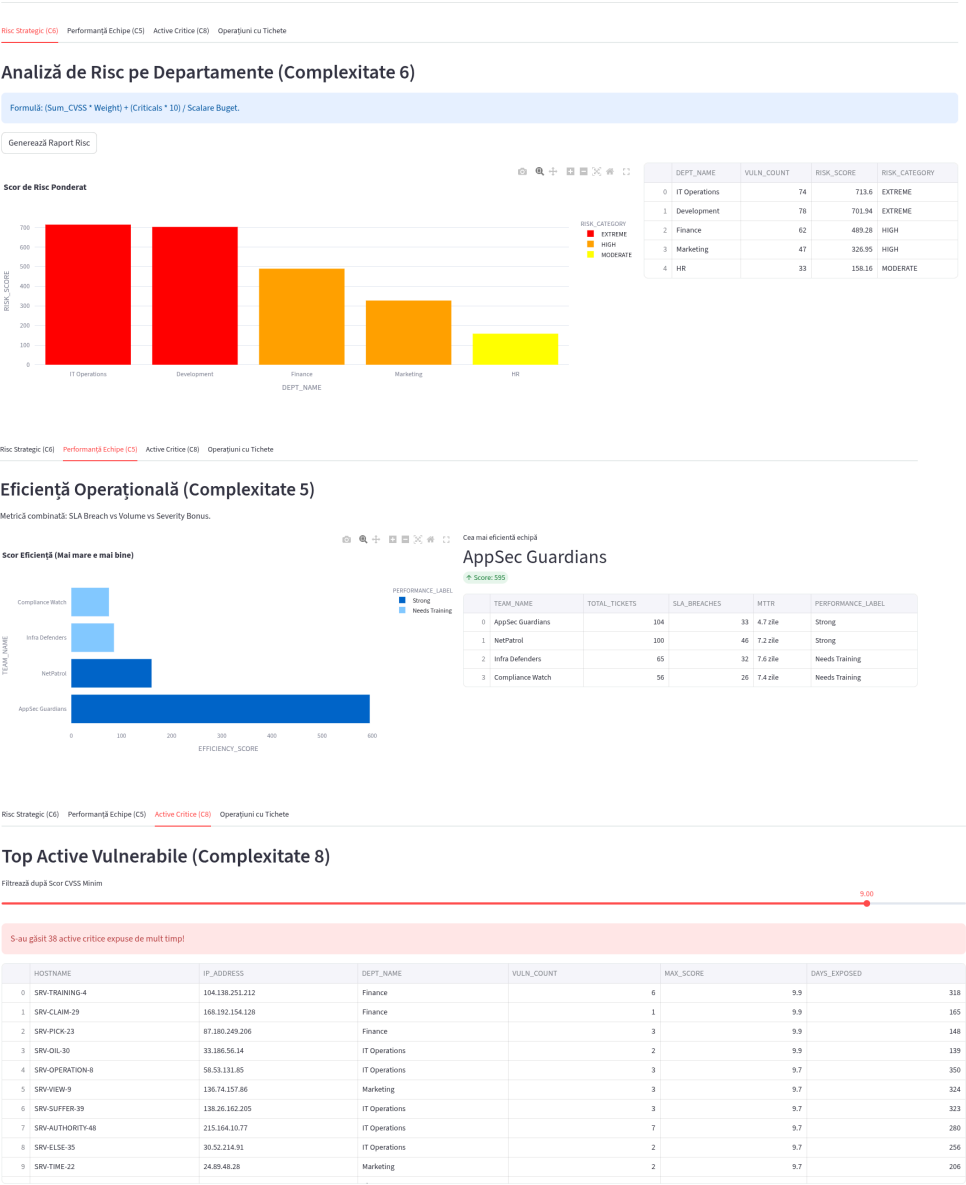 Risc Strategic (C6) Performanță Echipe (C5) Active Critice (C8) Operațiuni cu Tichete
Analiză de Risc pe Departamente (Complexitate 6)
Formulă: (Sum_CVSS * Weight) + (Criticals * 10) / Scalare Buget.
Generează Raport Risc
Scor de Risc Ponderat
RISK_SCORE
700
600
500
400
300
200
100
0
IT Operations Development Finance Marketing HR
DEPT_NAME
RISK_CATEGORY
EXTREME
HIGH
MODERATE
DEPT_NAME VULN_COUNT RISK_SCORE RISK_CATEGORY
0 IT Operations 74 713.6 EXTREME
1 Development 78 701.94 EXTREME
2 Finance 62 489.28 HIGH
3 Marketing 47 326.95 HIGH
4 HR 33 158.16 MODERATE
Risc Strategic (C6) Performanță Echipe (C5) Active Critice (C8) Operațiuni cu Tichete
Eficiență Operațională (Complexitate 5)
Metrică combinată: SLA Breach vs Volume vs Severity Bonus.
Scor Eficiență (Mai mare e mai bine)
TEAM_NAME
Compliance Watch
Infra Defenders
NetPatrol
AppSec Guardians
0 100 200 300 400 500 600
EFFICIENCY_SCORE
PERFORMANCE_LABEL
Strong
Needs Training
Cea mai eficientă echipă
AppSec Guardians
↑ Score: 595
TEAM_NAME TOTAL_TICKETS SLA_BREACHES MTTR PERFORMANCE_LABEL
0 AppSec Guardians 104 33 4.7 zile Strong
1 NetPatrol 100 46 7.2 zile Strong
2 Infra Defenders 65 32 7.6 zile Needs Training
3 Compliance Watch 56 26 7.4 zile Needs Training
Risc Strategic (C6) Performanță Echipe (C5) Active Critice (C8) Operațiuni cu Tichete
Top Active Vulnerabile (Complexitate 8)
Filtrează după Scor CVSS Minim
9.00
S-au găsit 38 active critice expuse de mult timp!
HOSTNAME IP_ADDRESS DEPT_NAME VULN_COUNT MAX_SCORE DAYS_EXPOSED
0 SRV-TRAINING-4 104.138.251.212 Finance 6 9.9 318
1 SRV-CLAIM-29 168.192.154.128 Finance 1 9.9 165
2 SRV-PICK-23 87.180.249.206 Finance 3 9.9 148
3 SRV-OIL-30 33.186.56.14 IT Operations 2 9.9 139
4 SRV-OPERATION-8 58.53.131.85 IT Operations 3 9.7 350
5 SRV-VIEW-9 136.74.157.86 Marketing 3 9.7 324
6 SRV-SUFFER-39 138.26.162.205 IT Operations 3 9.7 323
7 SRV-AUTHORITY-48 215.164.10.77 IT Operations 7 9.7 280
8 SRV-ELSE-35 30.52.214.91 IT Operations 2 9.7 256
9 SRV-TIME-22 24.89.48.28 Marketing 2 9.7 206